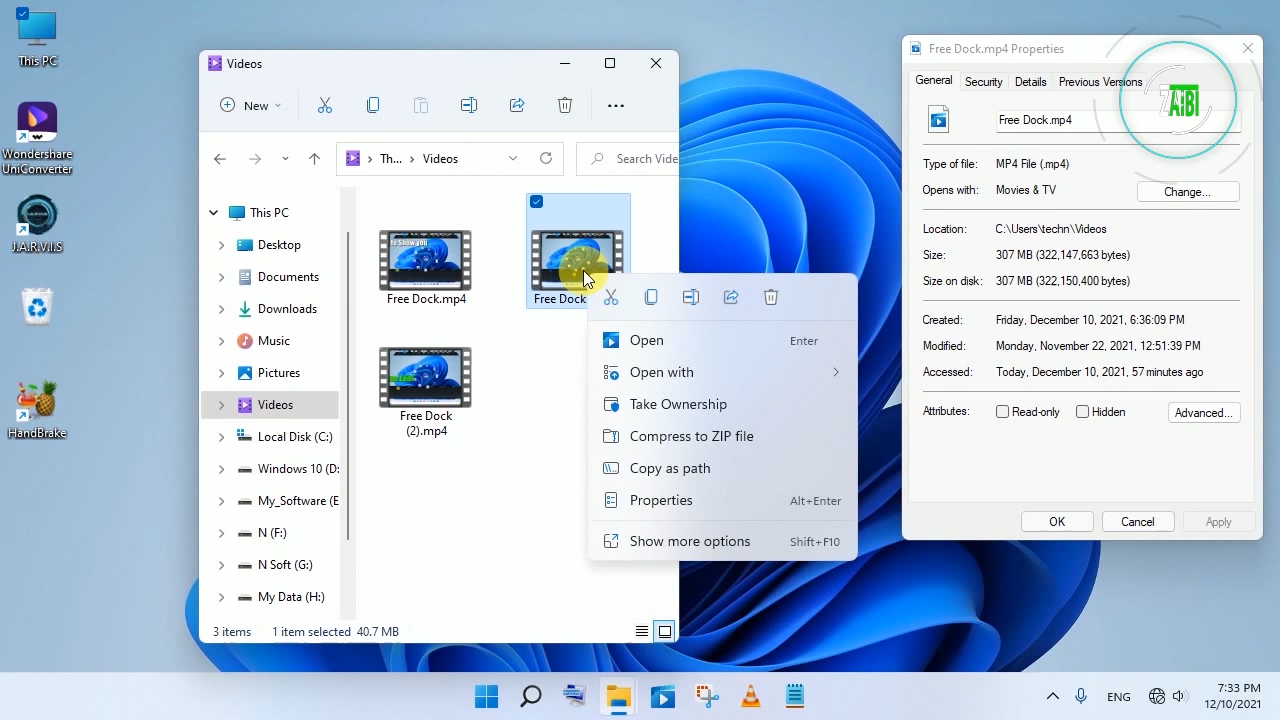 This PC
Wondershare
UniConverter
J.A.R.V.I.S
HandBrake
Videos
New
Th... › Videos
Search Vide
This PC
Desktop
Documents
Downloads
Music
Pictures
Videos
Local Disk (C:)
Windows 10 (D:
My_Software (E
N (F:)
N Soft (G:)
My Data (H:)
Free Dock.mp4
Free Dock
Free Dock
(2).mp4
3 items
1 item selected 40.7 MB
Open Enter
Open with
Take Ownership
Compress to ZIP file
Copy as path
Properties Alt+Enter
Show more options Shift+F10
Free Dock.mp4 Properties
General Security Details Previous Versions
ZAIBI
Free Dock.mp4
Type of file: MP4 File (.mp4)
Opens with: Movies & TV Change...
Location: C:\Users\techn\Videos
Size: 307 MB (322,147,663 bytes)
Size on disk: 307 MB (322,150,400 bytes)
Created: Friday, December 10, 2021, 6:36:09 PM
Modified: Monday, November 22, 2021, 12:51:39 PM
Accessed: Today, December 10, 2021, 57 minutes ago
Attributes: Read-only Hidden Advanced...
OK Cancel Apply
ENG
7:33 PM
12/10/2021